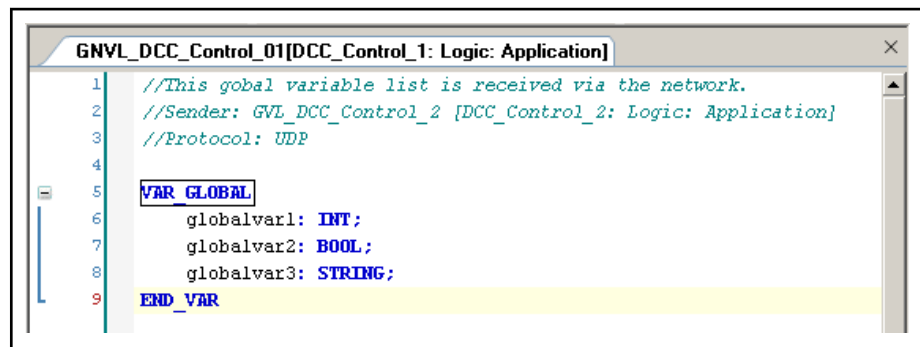 GNVL_DCC_Control_01[DCC_Control_1: Logic: Application]
1 //This gobal variable list is received via the network.
2 //Sender: GVL_DCC_Control_2 [DCC_Control_2: Logic: Application]
3 //Protocol: UDP
4
5 VAR_GLOBAL
6 globalvar1: INT;
7 globalvar2: BOOL;
8 globalvar3: STRING;
9 END_VAR